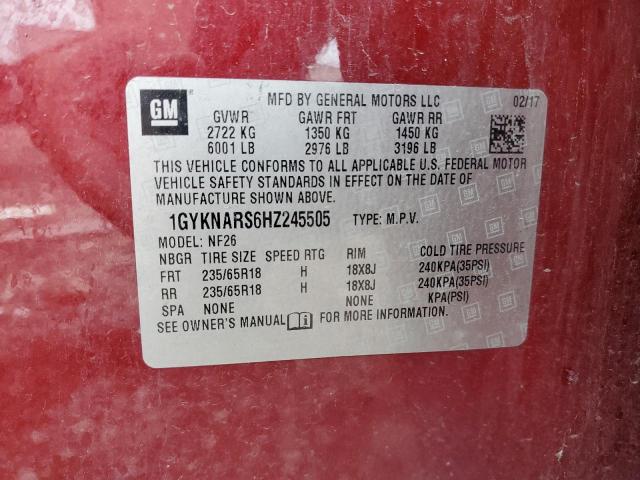 GM
MFD BY GENERAL MOTORS LLC 02/17
GVWR GAWR FRT GAWR RR
2722 KG 1350 KG 1450 KG
6001 LB 2976 LB 3196 LB
THIS VEHICLE CONFORMS TO ALL APPLICABLE U.S. FEDERAL MOTOR
VEHICLE SAFETY STANDARDS IN EFFECT ON THE DATE OF
MANUFACTURE SHOWN ABOVE.
1GYKNARS6HZ245505 TYPE: M.P.V.
MODEL: NF26
NBGR TIRE SIZE SPEED RTG RIM COLD TIRE PRESSURE
FRT 235/65R18 H 18X8J 240KPA(35PSI)
RR 235/65R18 H 18X8J 240KPA(35PSI)
SPA NONE NONE KPA(PSI)
SEE OWNER'S MANUAL FOR MORE INFORMATION.